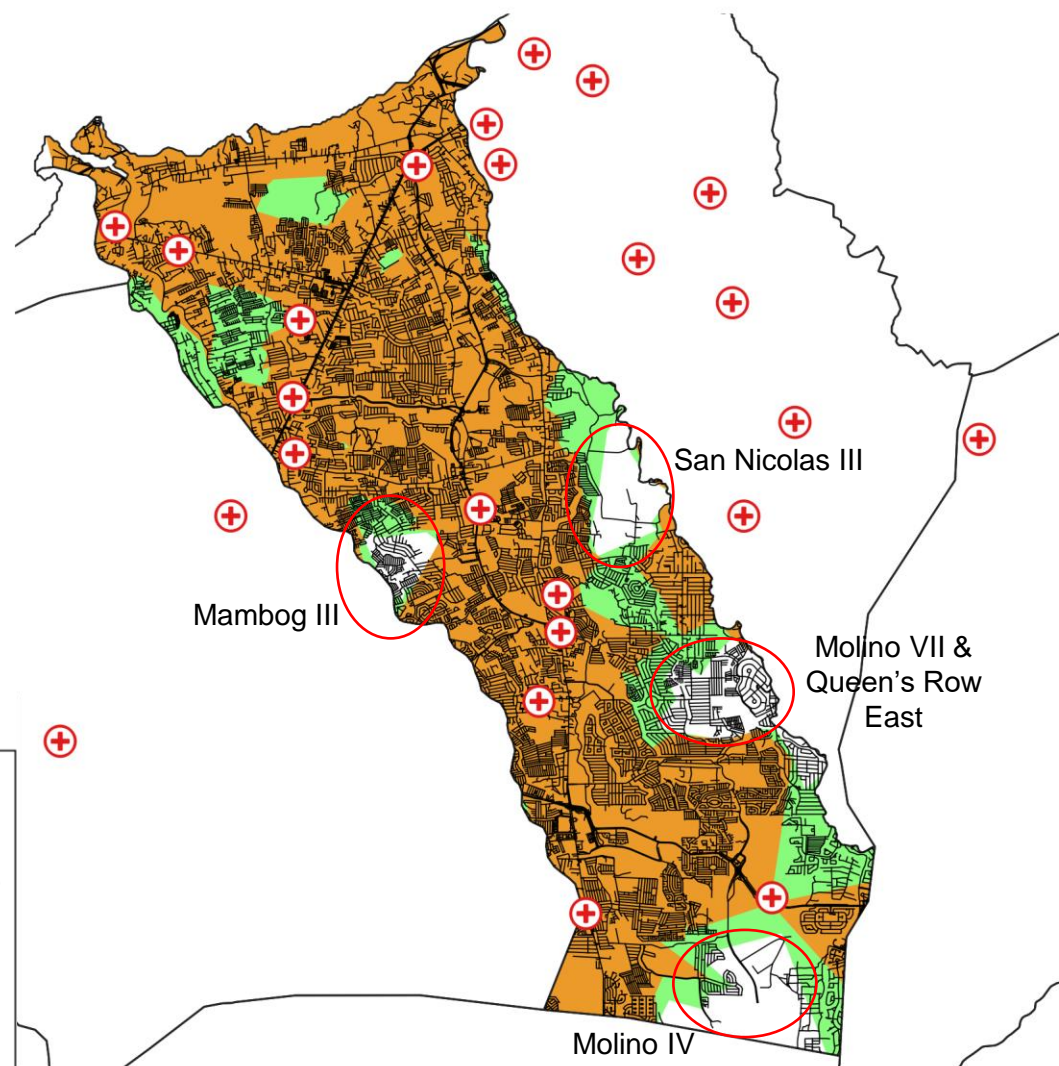 San Nicolas III
Mambog III
Molino VII &
Queen’s Row
East
Molino IV